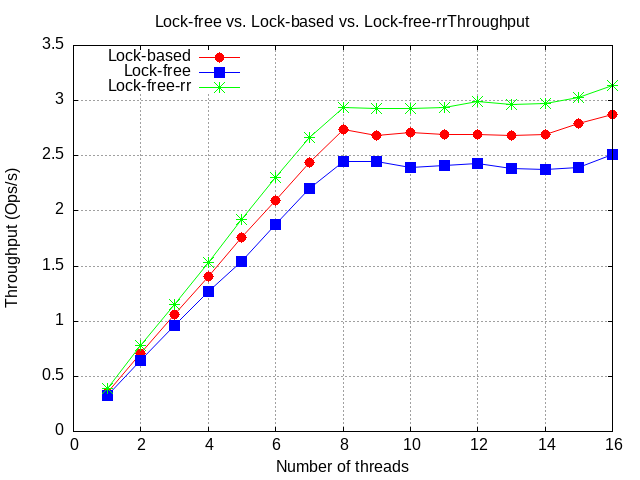 Lock-free vs. Lock-based vs. Lock-free-rrThroughput
3.5
3
2.5
2
1.5
1
0.5
0
Throughput (Ops/s)
Lock-based
Lock-free
Lock-free-rr
0 2 4 6 8 10 12 14 16
Number of threads